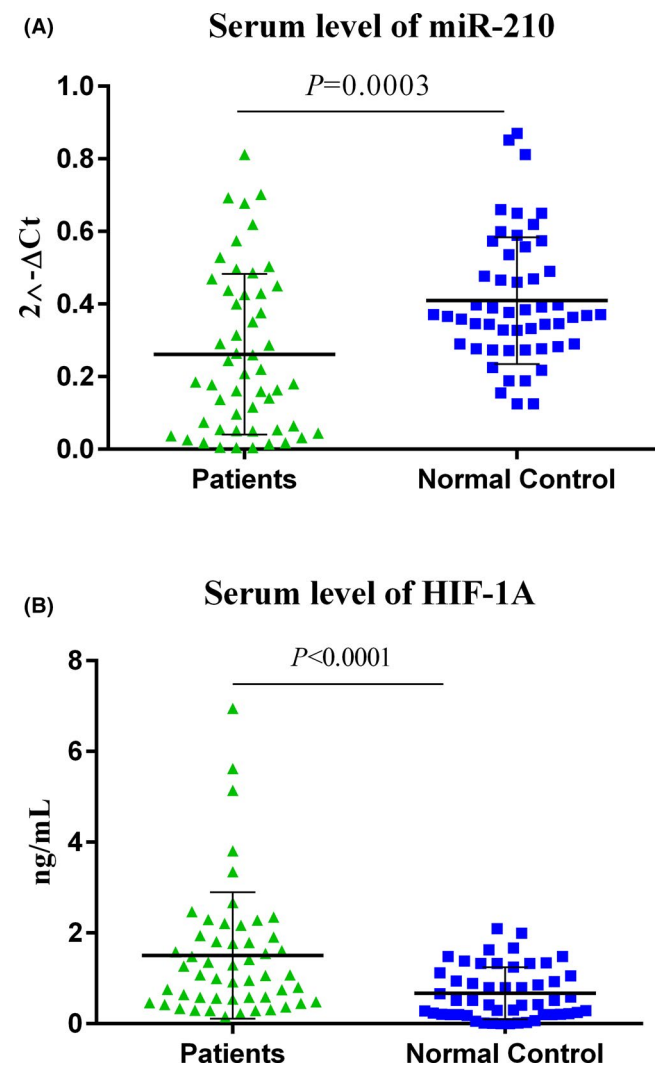 (A)
Serum level of miR-210
P=0.0003
1.0
0.8
0.6
0.4
0.2
0.0
2^-ΔCt
Patients Normal Control
(B)
Serum level of HIF-1A
P<0.0001
8
6
4
2
0
ng/mL
Patients Normal Control